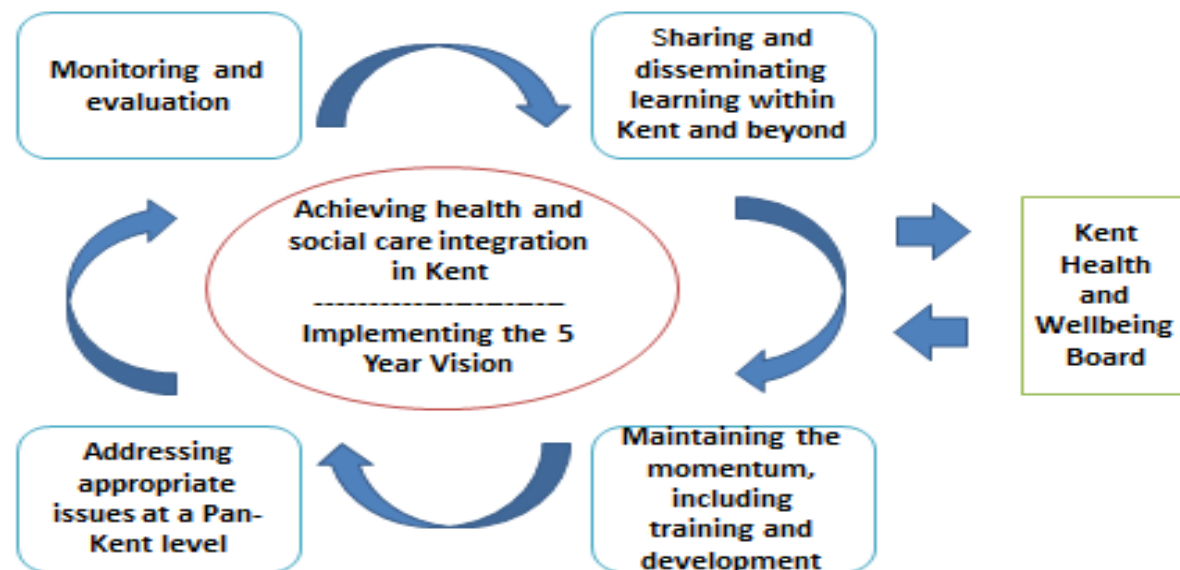 Monitoring and
evaluation
Sharing and
disseminating
learning within
Kent and beyond
Achieving health and
social care integration
in Kent
--------------------------
Implementing the 5
Year Vision
Kent
Health
and
Wellbeing
Board
Addressing
appropriate
issues at a Pan-
Kent level
Maintaining the
momentum,
including
training and
development